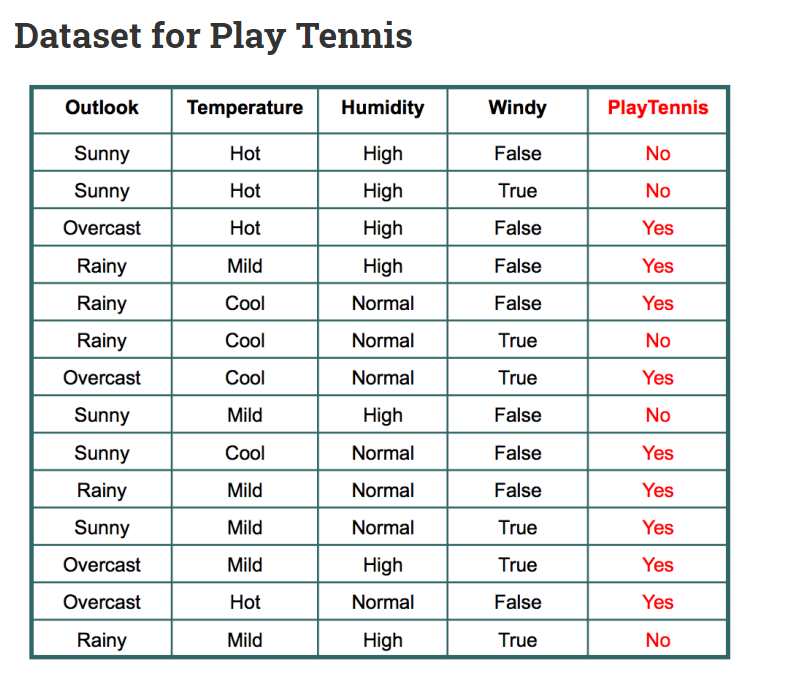 Dataset for Play Tennis
Outlook Temperature Humidity Windy PlayTennis
Sunny Hot High False No
Sunny Hot High True No
Overcast Hot High False Yes
Rainy Mild High False Yes
Rainy Cool Normal False Yes
Rainy Cool Normal True No
Overcast Cool Normal True Yes
Sunny Mild High False No
Sunny Cool Normal False Yes
Rainy Mild Normal False Yes
Sunny Mild Normal True Yes
Overcast Mild High True Yes
Overcast Hot Normal False Yes
Rainy Mild High True No